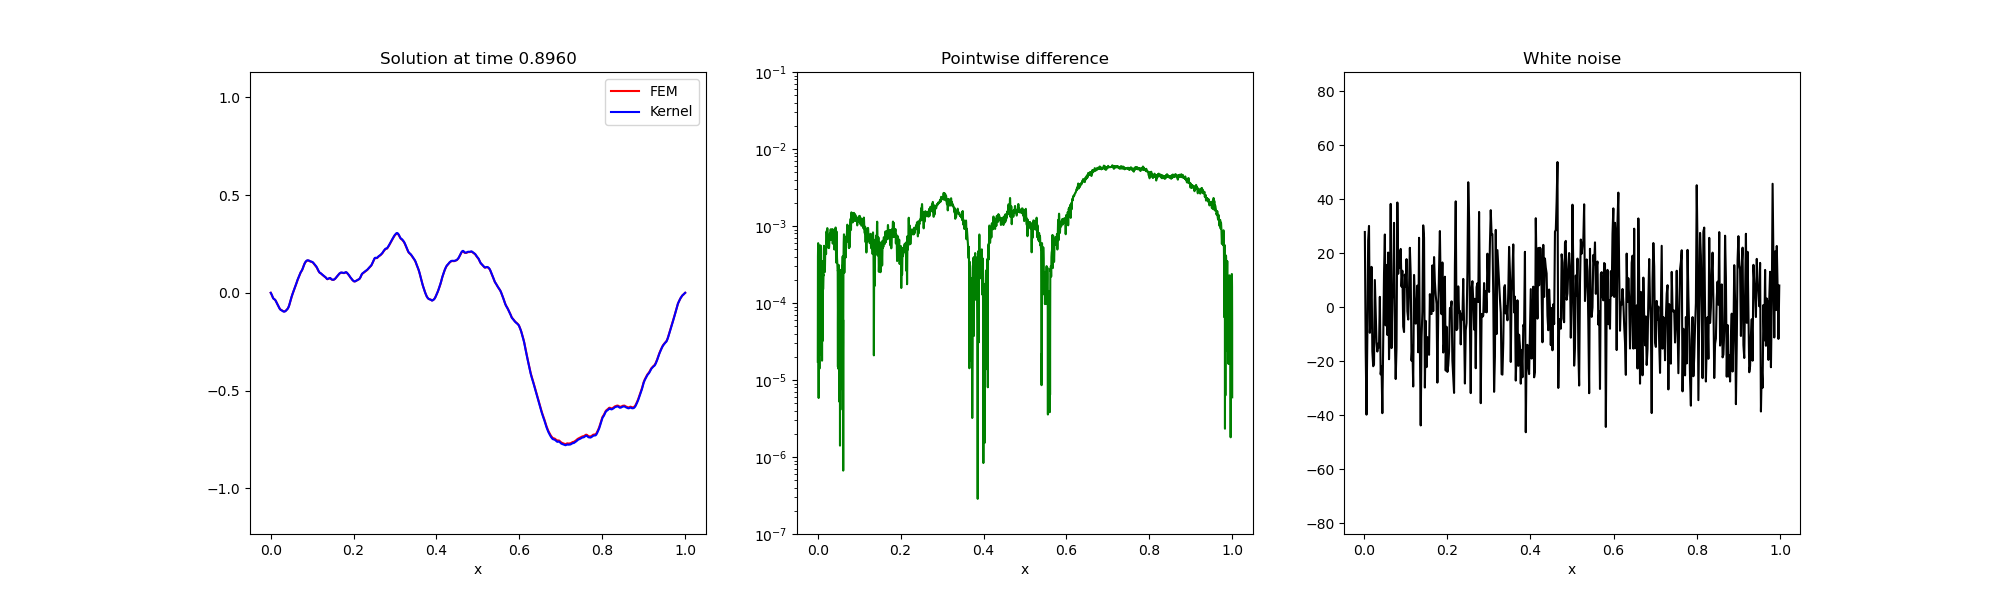 Solution at time 0.8960
1.0
0.5
0.0
−0.5
−1.0
FEM
Kernel
0.0 0.2 0.4 0.6 0.8 1.0
x
Pointwise difference
10⁻¹
10⁻²
10⁻³
10⁻⁴
10⁻⁵
10⁻⁶
10⁻⁷
0.0 0.2 0.4 0.6 0.8 1.0
x
White noise
80
60
40
20
0
−20
−40
−60
−80
0.0 0.2 0.4 0.6 0.8 1.0
x